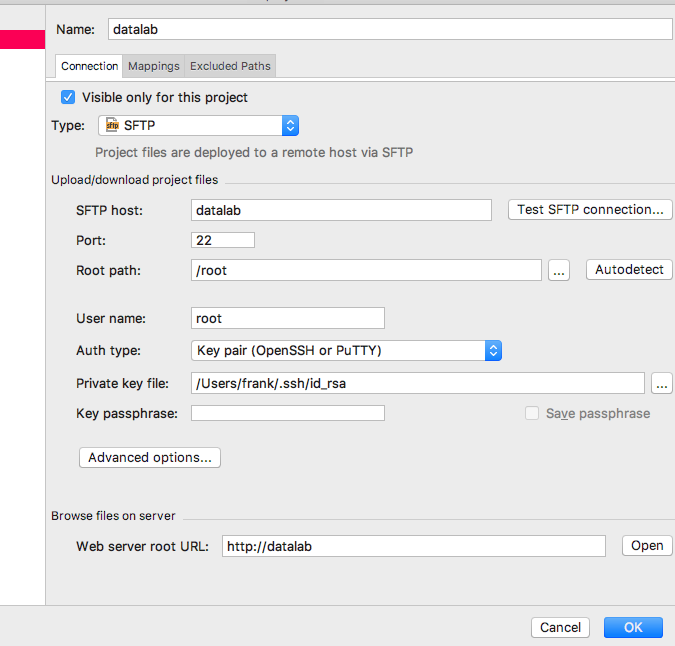 Name: datalab
Connection Mappings Excluded Paths
Visible only for this project
Type: SFTP
Project files are deployed to a remote host via SFTP
Upload/download project files
SFTP host: datalab Test SFTP connection...
Port: 22
Root path: /root ... Autodetect
User name: root
Auth type: Key pair (OpenSSH or PuTTY)
Private key file: /Users/frank/.ssh/id_rsa ...
Key passphrase: Save passphrase
Advanced options...
Browse files on server
Web server root URL: http://datalab Open
Cancel OK